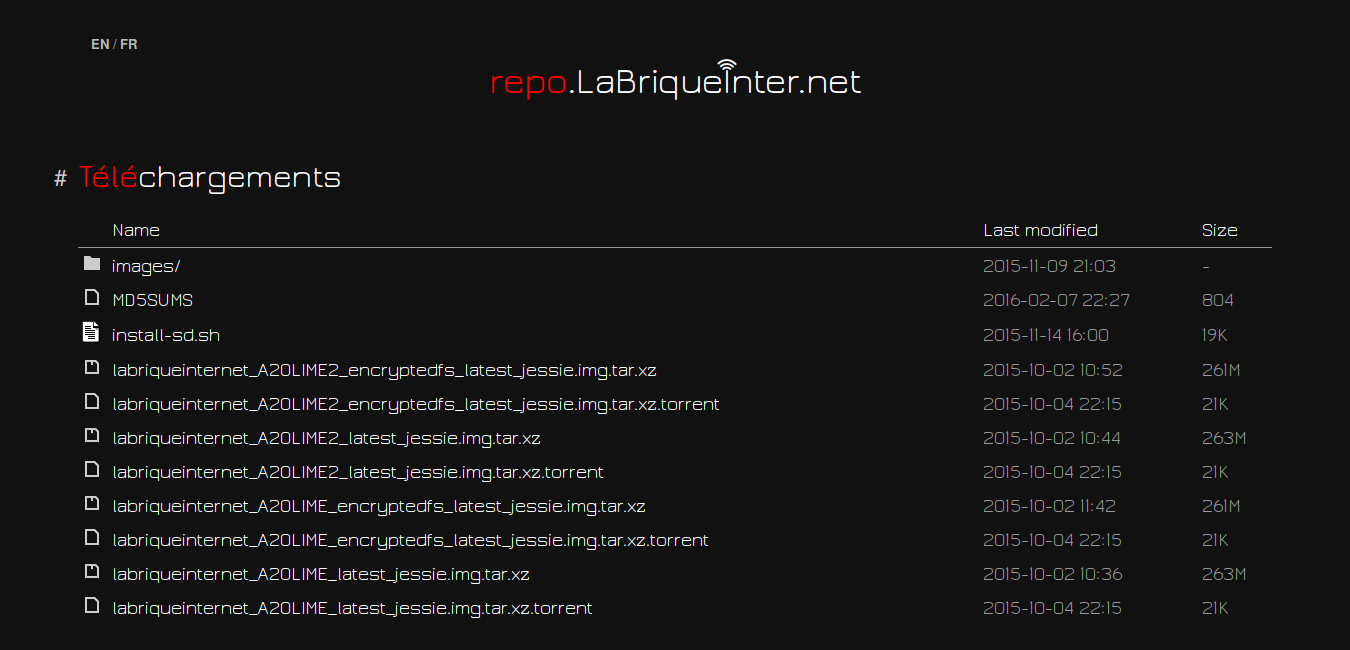 EN / FR
repo.LaBriqueInter.net
# Téléchargements
Name Last modified Size
images/ 2015-11-09 21:03 -
MD5SUMS 2016-02-07 22:27 804
install-sd.sh 2015-11-14 16:00 19K
labriqueinternet_A20LIME2_encryptedfs_latest_jessie.img.tar.xz 2015-10-02 10:52 261M
labriqueinternet_A20LIME2_encryptedfs_latest_jessie.img.tar.xz.torrent 2015-10-04 22:15 21K
labriqueinternet_A20LIME2_latest_jessie.img.tar.xz 2015-10-02 10:44 263M
labriqueinternet_A20LIME2_latest_jessie.img.tar.xz.torrent 2015-10-04 22:15 21K
labriqueinternet_A20LIME_encryptedfs_latest_jessie.img.tar.xz 2015-10-02 11:42 261M
labriqueinternet_A20LIME_encryptedfs_latest_jessie.img.tar.xz.torrent 2015-10-04 22:15 21K
labriqueinternet_A20LIME_latest_jessie.img.tar.xz 2015-10-02 10:36 263M
labriqueinternet_A20LIME_latest_jessie.img.tar.xz.torrent 2015-10-04 22:15 21K